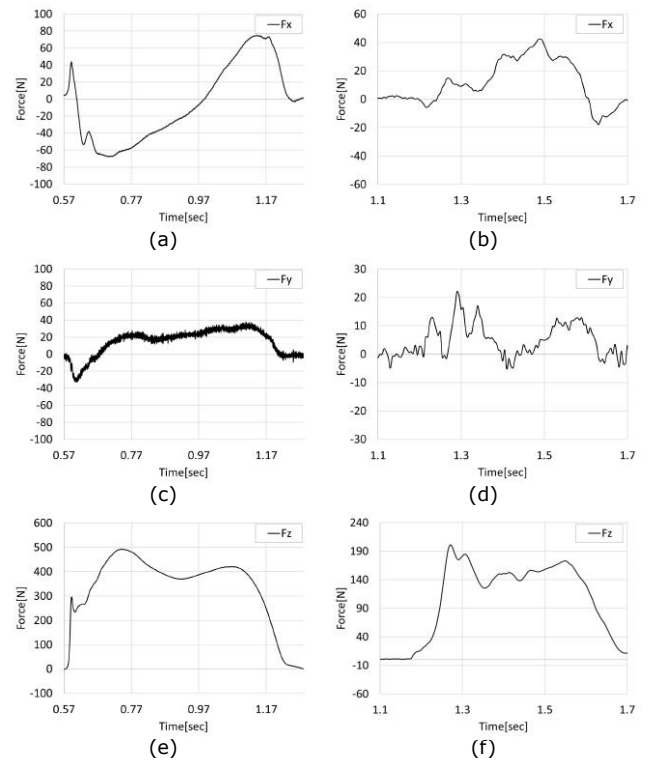 Fx
100
80
60
40
20
0
-20
-40
-60
-80
-100
Force[N]
0.57 0.77 0.97 1.17
Time[sec]
(a)
Fx
60
40
20
0
-20
-40
-60
Force[N]
1.1 1.3 1.5 1.7
Time[sec]
(b)
Fy
100
80
60
40
20
0
-20
-40
-60
-80
-100
Force[N]
0.57 0.77 0.97 1.17
Time[sec]
(c)
Fy
30
20
10
0
-10
-20
-30
Force[N]
1.1 1.3 1.5 1.7
Time[sec]
(d)
Fz
600
500
400
300
200
100
0
-100
Force[N]
0.57 0.77 0.97 1.17
Time[sec]
(e)
Fz
240
190
140
90
40
-10
-60
Force[N]
1.1 1.3 1.5 1.7
Time[sec]
(f)